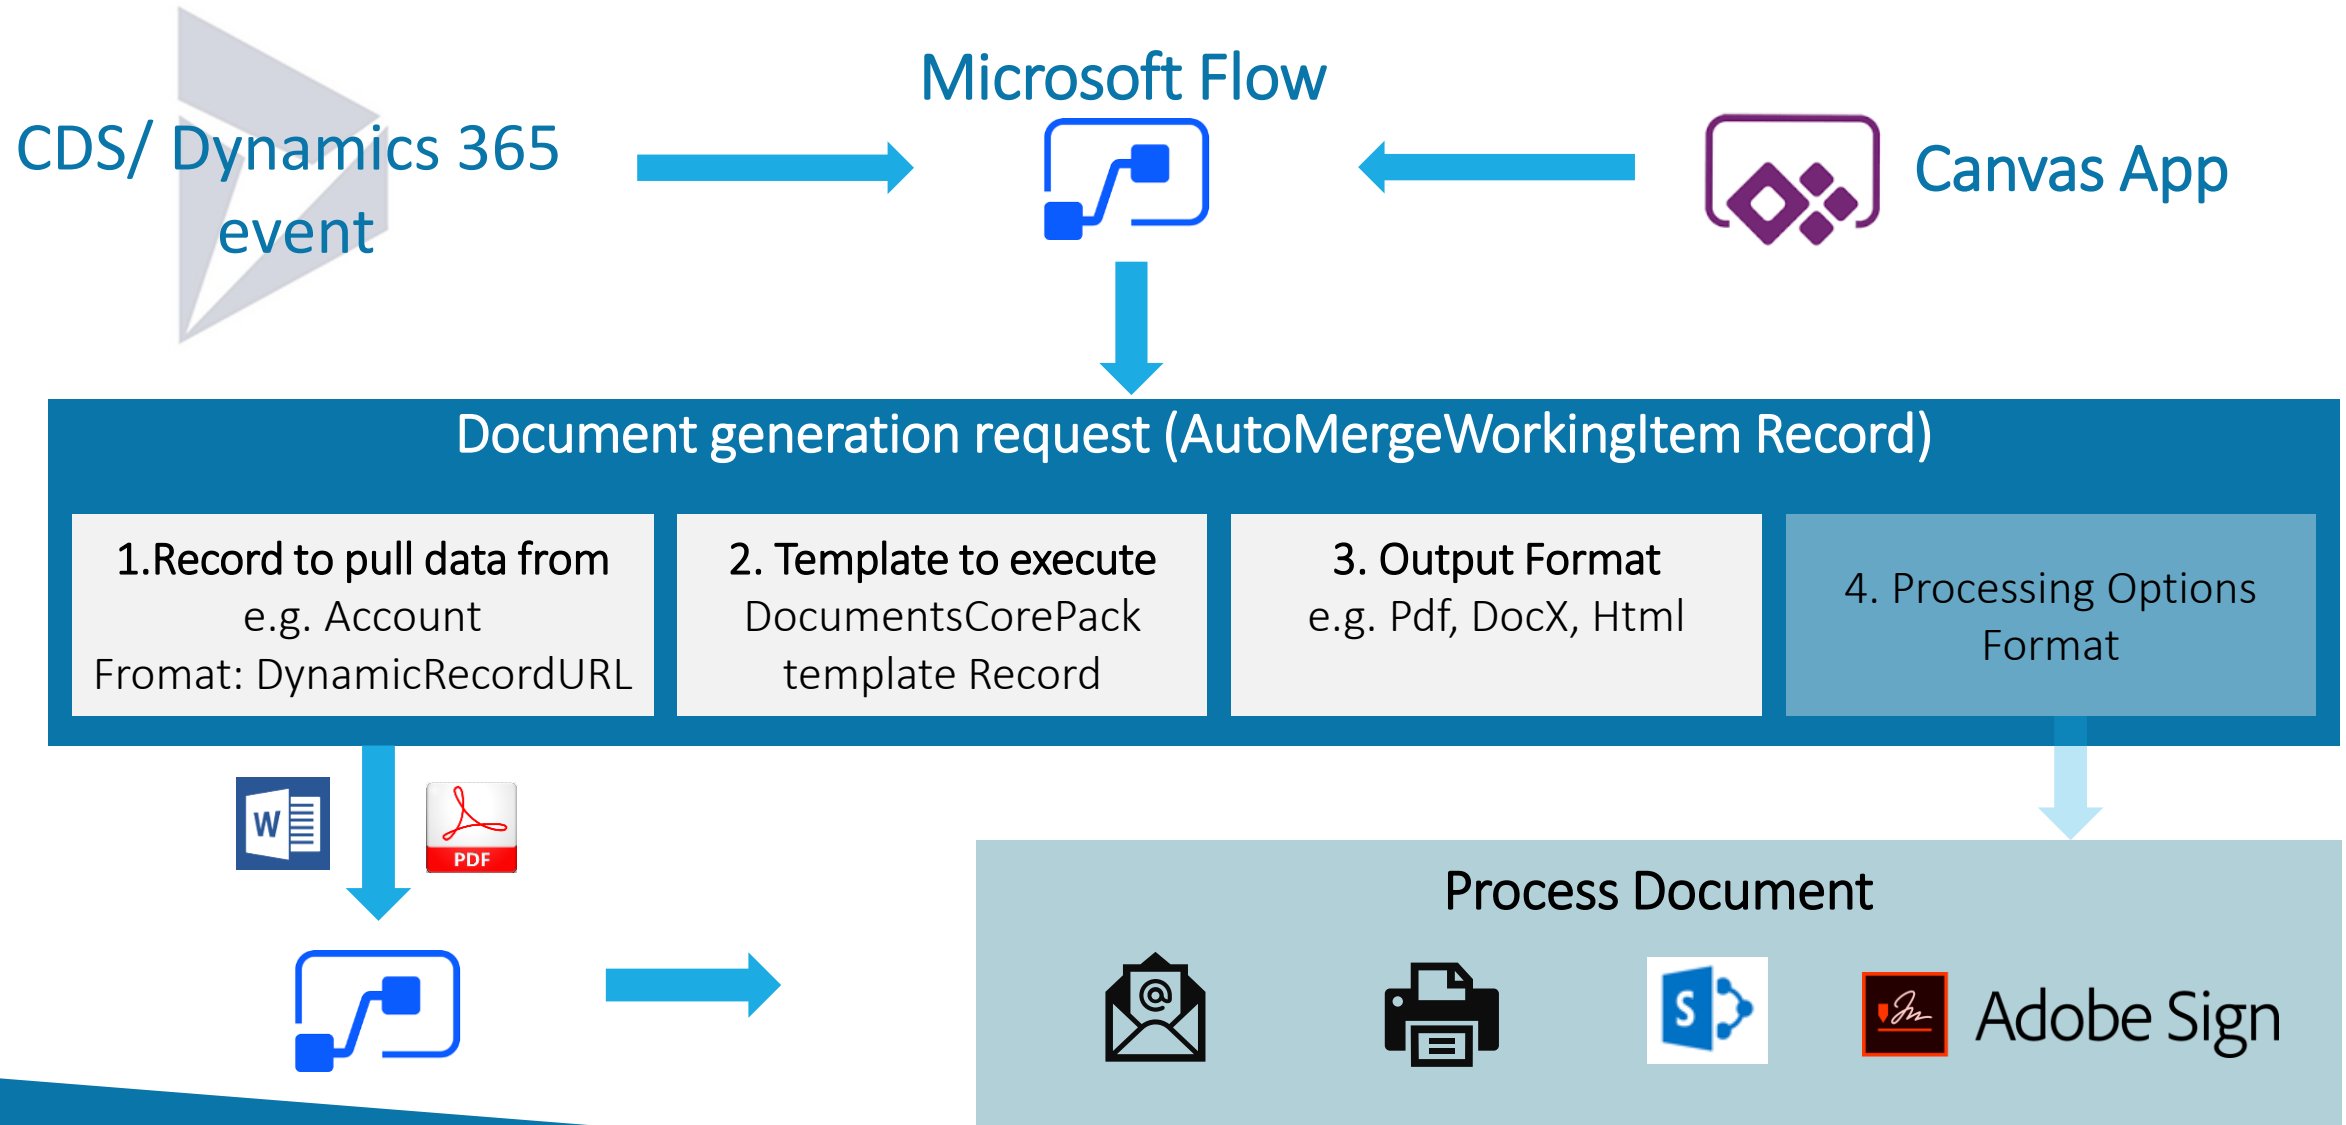 Microsoft Flow
CDS/ Dynamics 365
event
Canvas App
Document generation request (AutoMergeWorkingItem Record)
1.Record to pull data from
e.g. Account
Fromat: DynamicRecordURL
2. Template to execute
DocumentsCorePack
template Record
3. Output Format
e.g. Pdf, DocX, Html
4. Processing Options
Format
W
PDF
Process Document
@
S
Adobe Sign